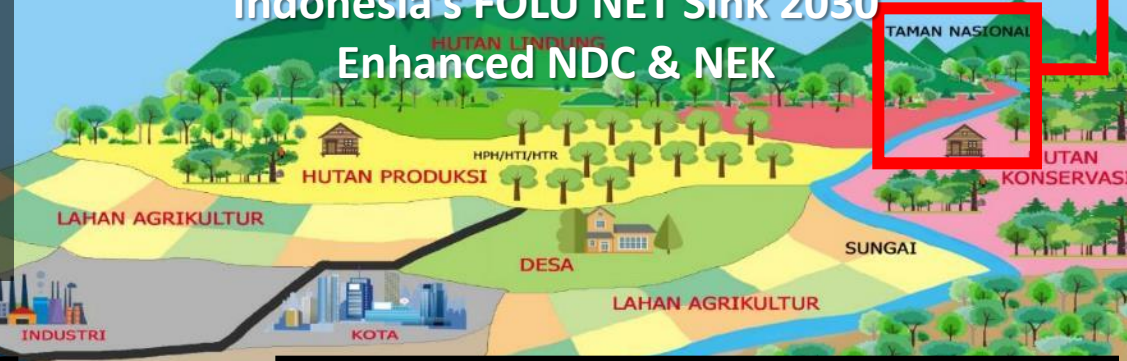 Indonesia's FOLU NET Sink 2030
Enhanced NDC & NEK
HUTAN LINDUNG
TAMAN NASIONAL
HPH/HTI/HTR
HUTAN PRODUKSI
UTAN
KONSERVASI
LAHAN AGRIKULTUR
SUNGAI
DESA
LAHAN AGRIKULTUR
INDUSTRI
KOTA